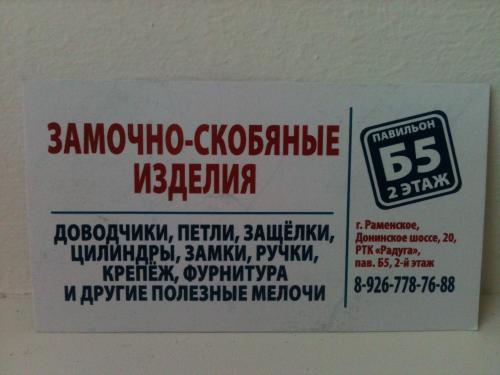 ЗАМОЧНО-СКОБЯНЫЕ
ИЗДЕЛИЯ
ДОВОДЧИКИ, ПЕТЛИ, ЗАЩЁЛКИ,
ЦИЛИНДРЫ, ЗАМКИ, РУЧКИ,
КРЕПЁЖ, ФУРНИТУРА
И ДРУГИЕ ПОЛЕЗНЫЕ МЕЛОЧИ
ПАВИЛЬОН
Б5
2 ЭТАЖ
г. Раменское,
Донинское шоссе, 20,
РТК «Радуга»,
пав. Б5, 2-й этаж
8-926-778-76-88